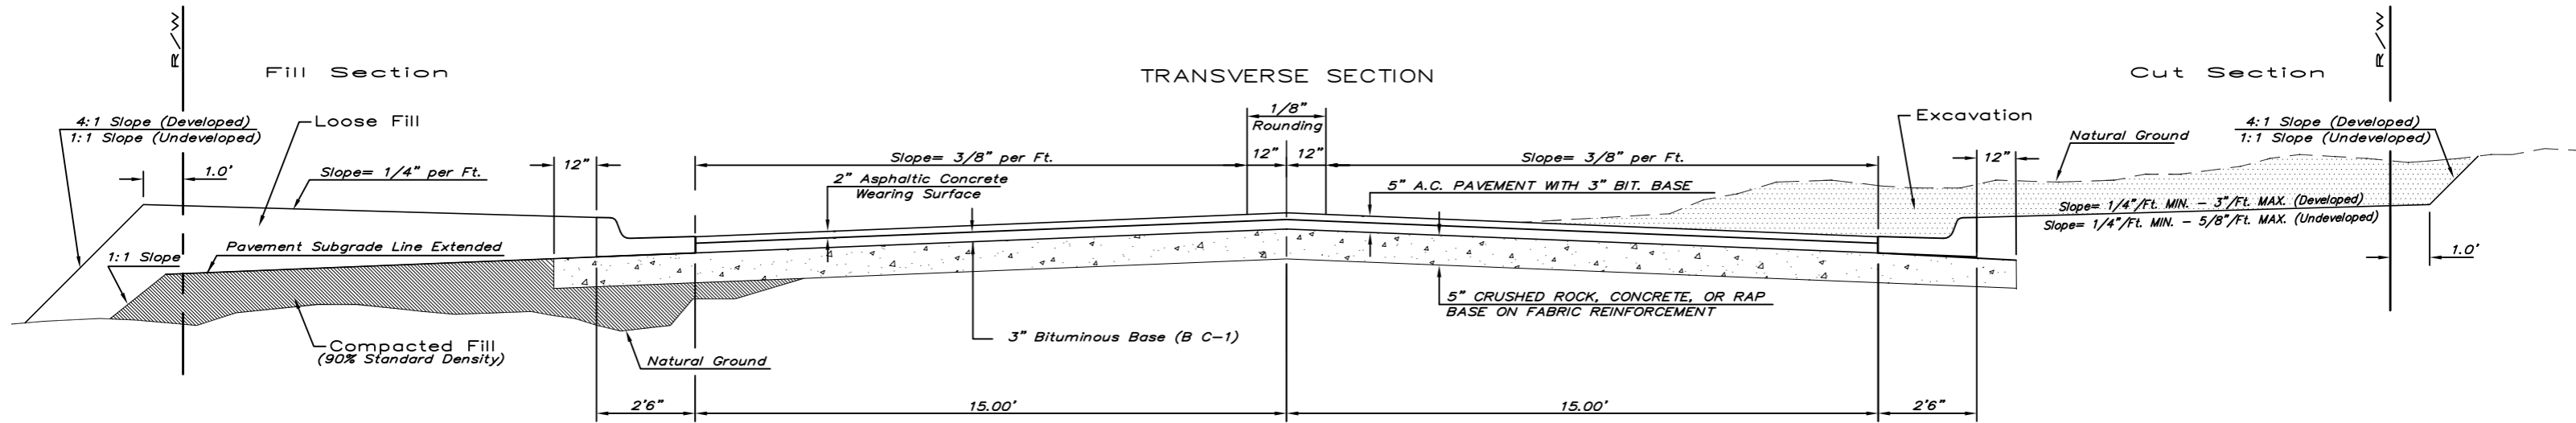 R/W
Fill Section
TRANSVERSE SECTION
Cut Section
R/W
4:1 Slope (Developed)
1:1 Slope (Undeveloped)
Loose Fill
1/8"
Rounding
Excavation
Natural Ground
4:1 Slope (Developed)
1:1 Slope (Undeveloped)
1.0'
Slope= 1/4" per Ft.
12"
Slope= 3/8" per Ft.
12"
12"
Slope= 3/8" per Ft.
12"
2" Asphaltic Concrete
Wearing Surface
5" A.C. PAVEMENT WITH 3" BIT. BASE
Slope= 1/4"/Ft. MIN. - 3"/Ft. MAX. (Developed)
Slope= 1/4"/Ft. MIN. - 5/8"/Ft. MAX. (Undeveloped)
Pavement Subgrade Line Extended
1:1 Slope
1.0'
5" CRUSHED ROCK, CONCRETE, OR RAP
BASE ON FABRIC REINFORCEMENT
3" Bituminous Base (B C-1)
Compacted Fill
(90% Standard Density)
Natural Ground
2'6"
15.00'
15.00'
2'6"